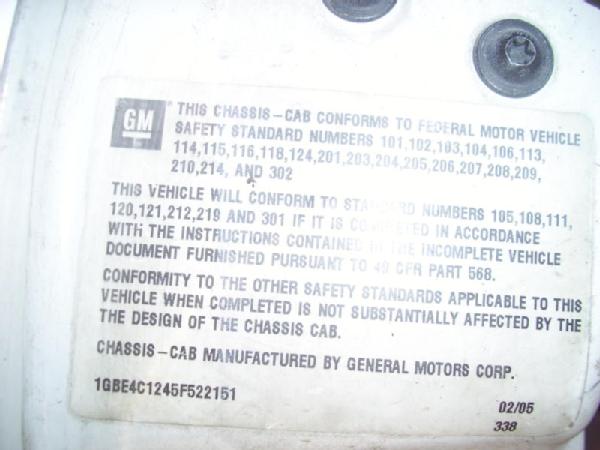 GM
THIS CHASSIS-CAB CONFORMS TO FEDERAL MOTOR VEHICLE
SAFETY STANDARD NUMBERS 101,102,103,104,106,113,
114,115,116,118,124,201,203,204,205,206,207,208,209,
210,214, AND 302
THIS VEHICLE WILL CONFORM TO STANDARD NUMBERS 105,108,111,
120,121,212,219 AND 301 IF IT IS COMPLETED IN ACCORDANCE
WITH THE INSTRUCTIONS CONTAINED IN THE INCOMPLETE VEHICLE
DOCUMENT FURNISHED PURSUANT TO 49 CFR PART 568.
CONFORMITY TO THE OTHER SAFETY STANDARDS APPLICABLE TO THIS
VEHICLE WHEN COMPLETED IS NOT SUBSTANTIALLY AFFECTED BY THE
THE DESIGN OF THE CHASSIS CAB.
CHASSIS-CAB MANUFACTURED BY GENERAL MOTORS CORP.
1GBE4C1245F522151
02/05
338